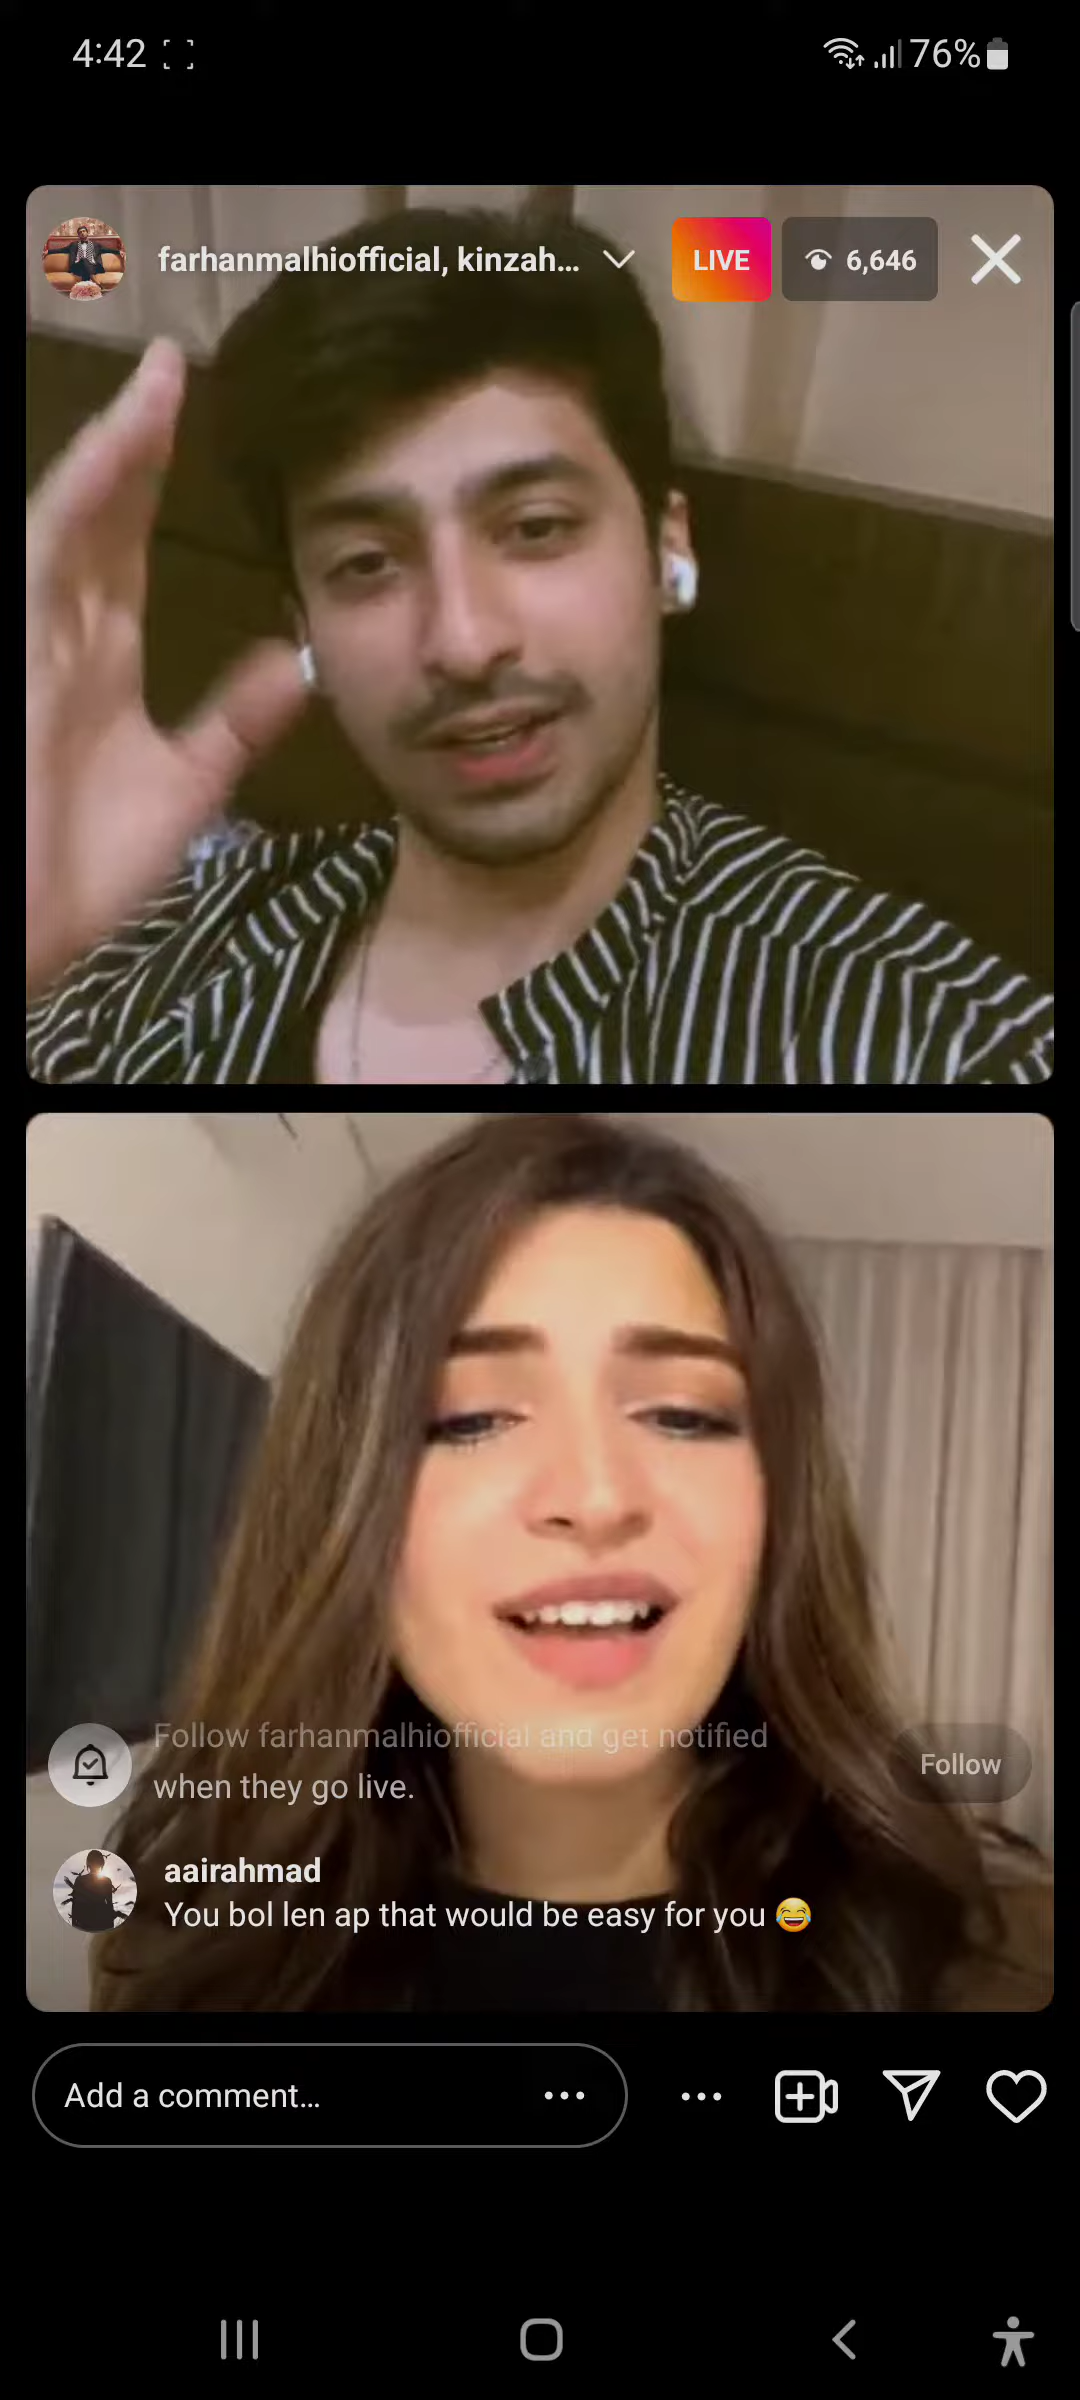 4:42
76%
farhanmalhiofficial, kinzah...
LIVE
6,646
Follow farhanmalhiofficial and get notified
when they go live.
Follow
aairahmad
You bol len ap that would be easy for you 😂
Add a comment...